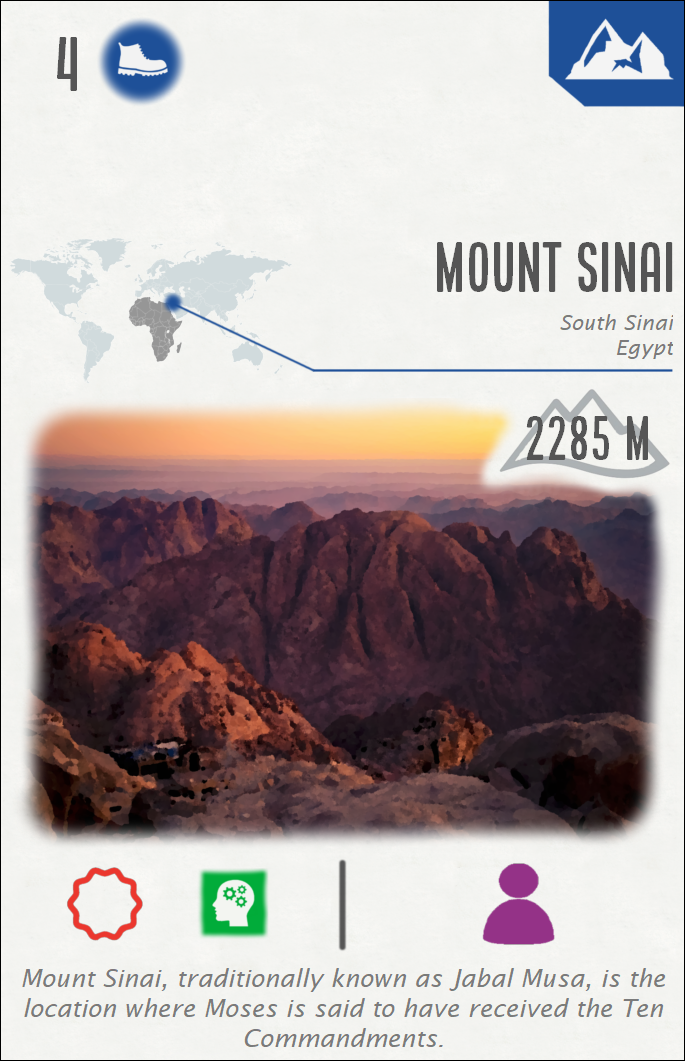 4
MOUNT SINAI
South Sinai
Egypt
2285 M
Mount Sinai, traditionally known as Jabal Musa, is the
location where Moses is said to have received the Ten
Commandments.